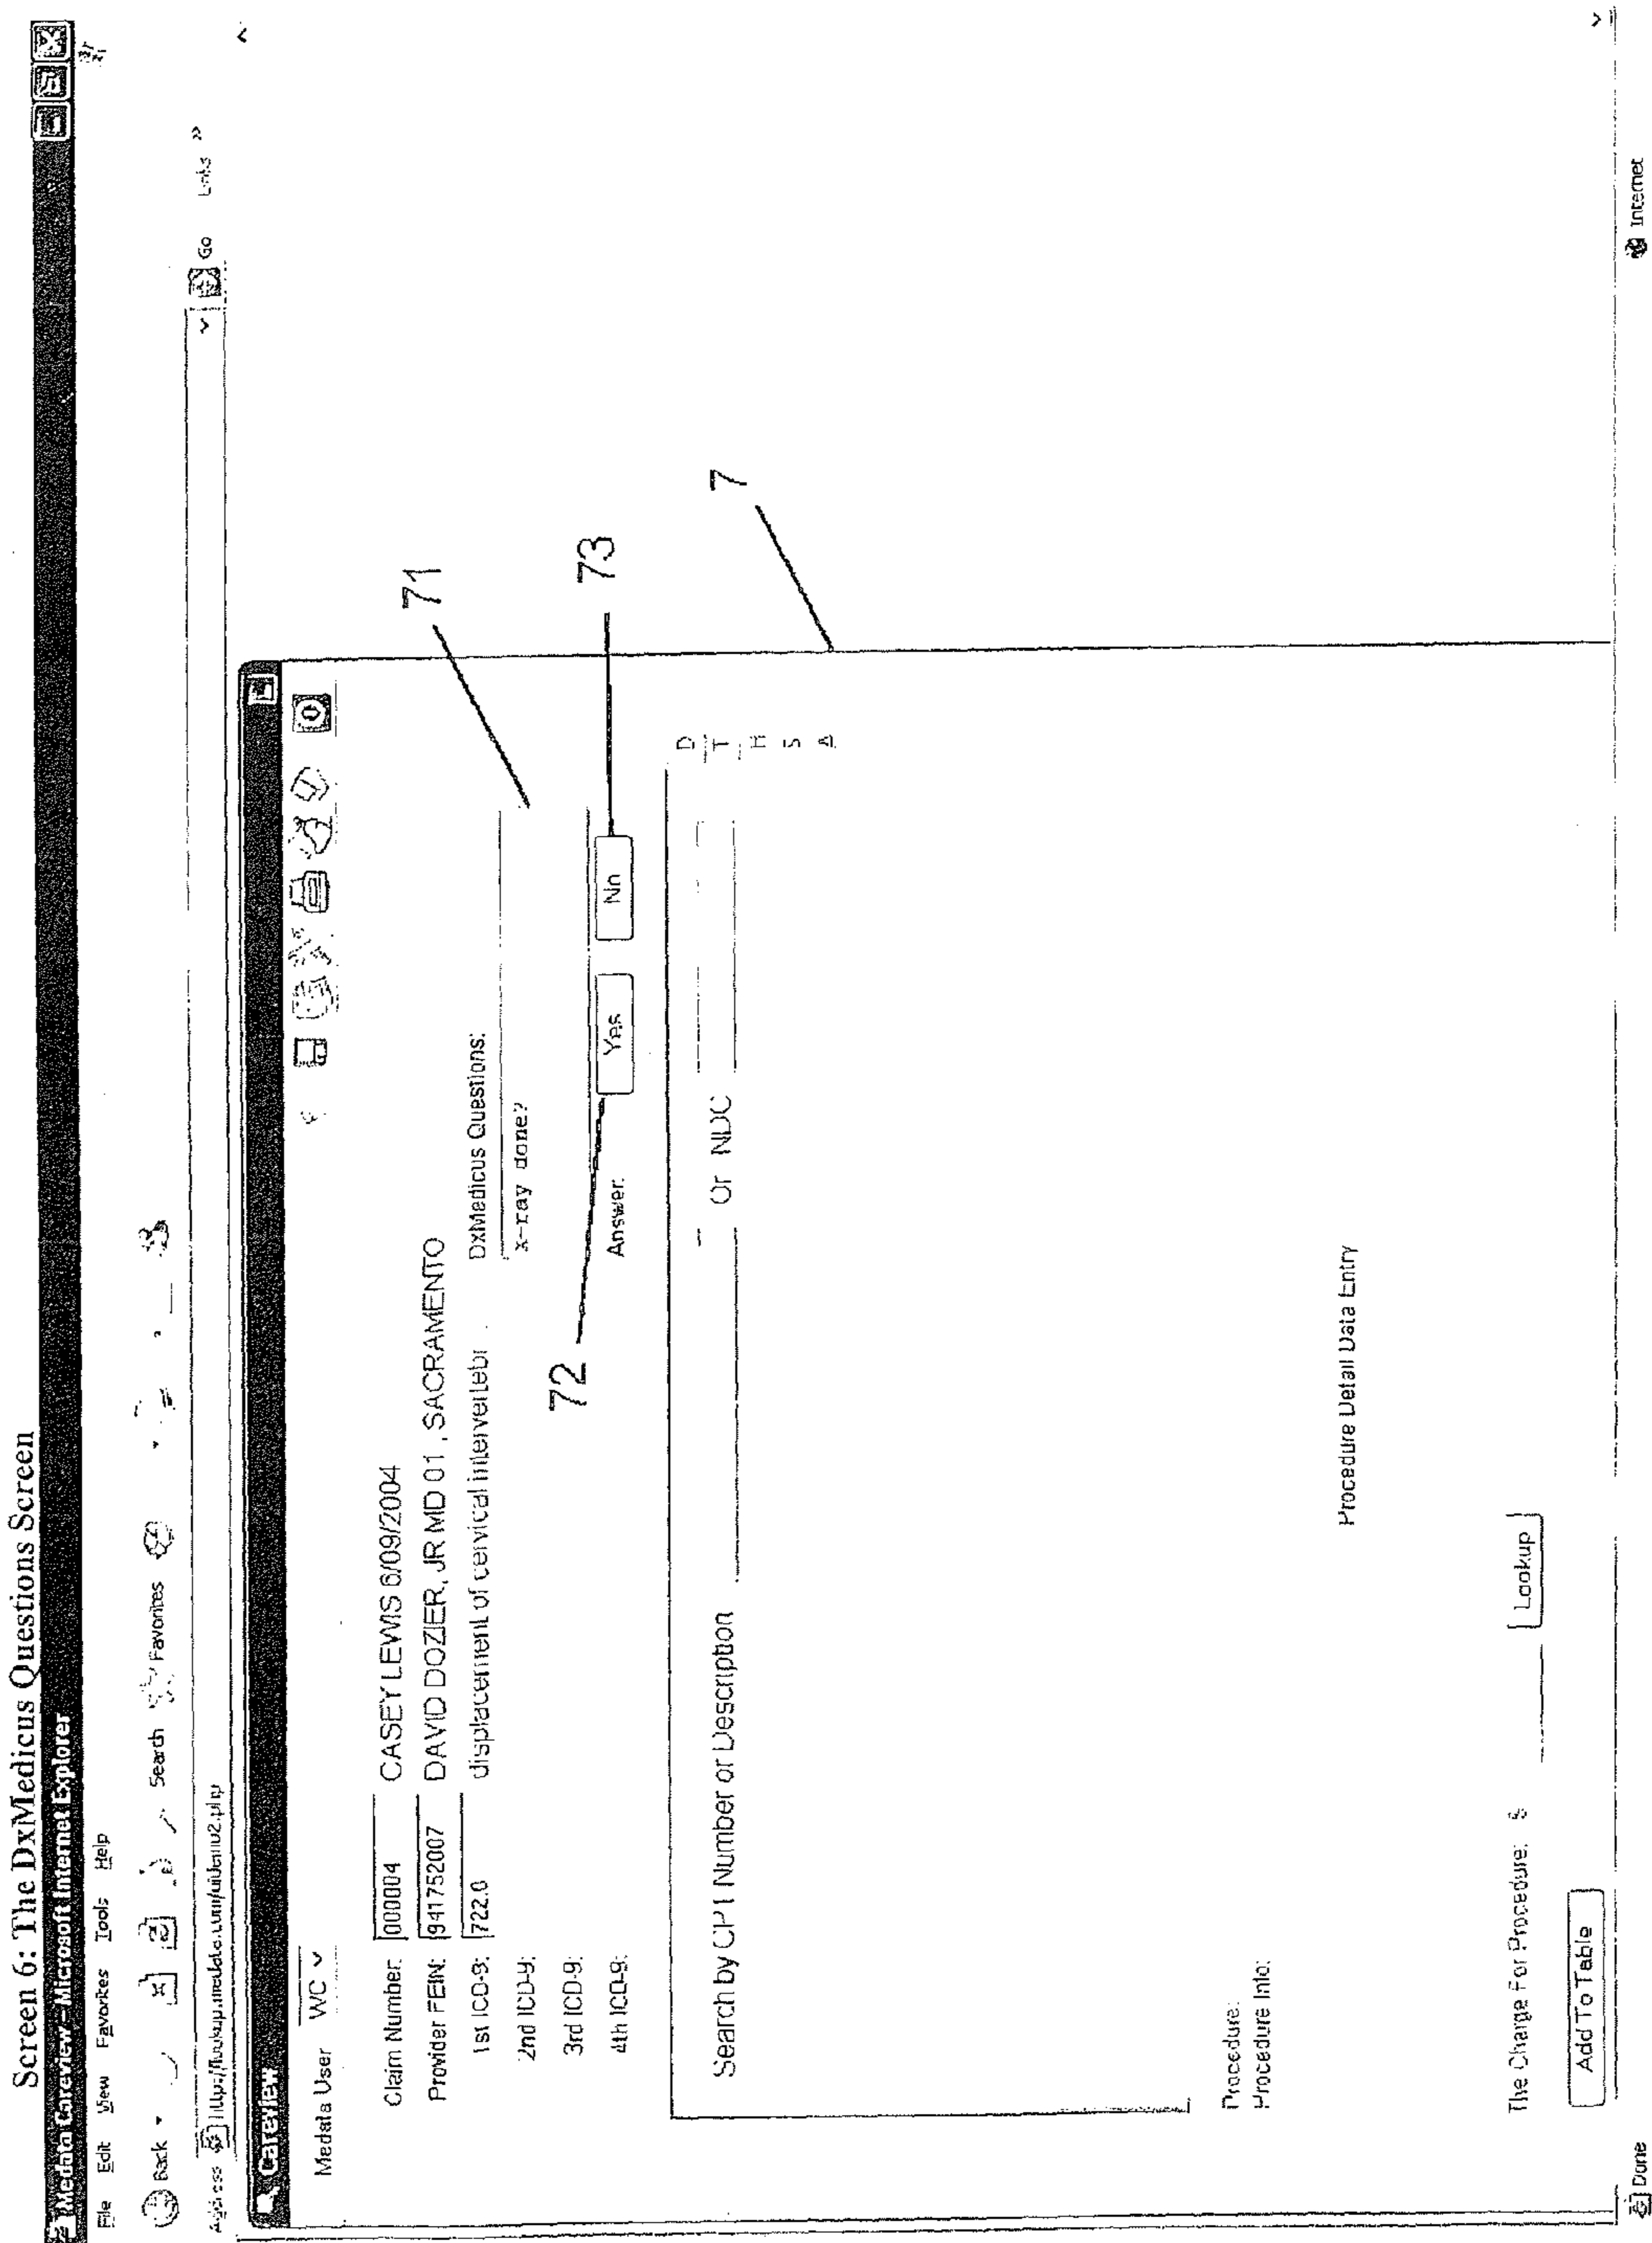 Screen 6: The DxMedicus Questions Screen
Medata Careview - Microsoft Internet Explorer
File Edit View Favorites Tools Help
Back Search Favorites
Address Go Links »
Careview
Medata User WC
Claim Number: 000004 CASEY LEWIS 6/09/2004
Provider FEIN: 941752007 DAVID DOZIER, JR MD 01 , SACRAMENTO
1st ICD-9: 722.0 displacement of cervical intervertebr DxMedicus Questions:
2nd ICD-9: x-ray done?
3rd ICD-9:
4th ICD-9: Answer: Yes No
71
72
73
7
Search by CPT Number or Description Or NDC
D
T
H
S
A
Procedure:
Procedure Info:
Procedure Detail Data Entry
The Charge For Procedure: $ Lookup
Add To Table
Done Internet